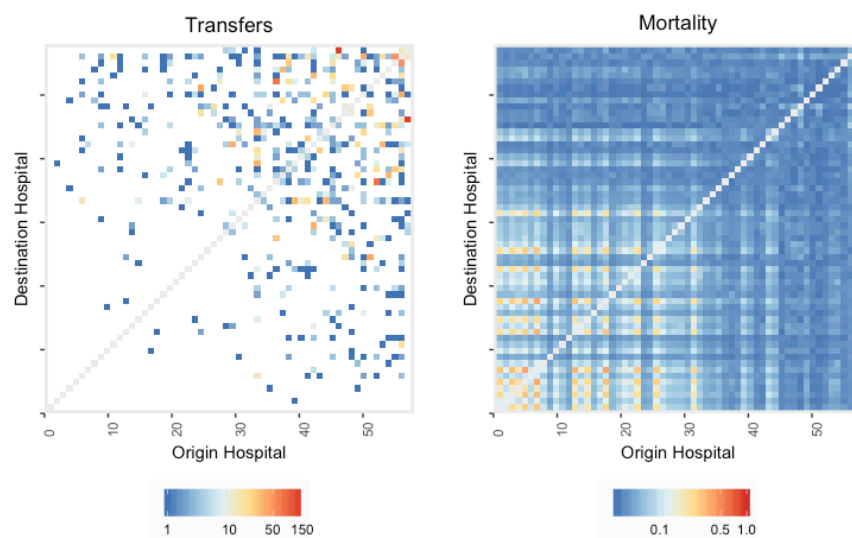 Transfers
Mortality
Destination Hospital
Destination Hospital
0 10 20 30 40 50
0 10 20 30 40 50
Origin Hospital
Origin Hospital
1 10 50 150
0.1 0.5 1.0